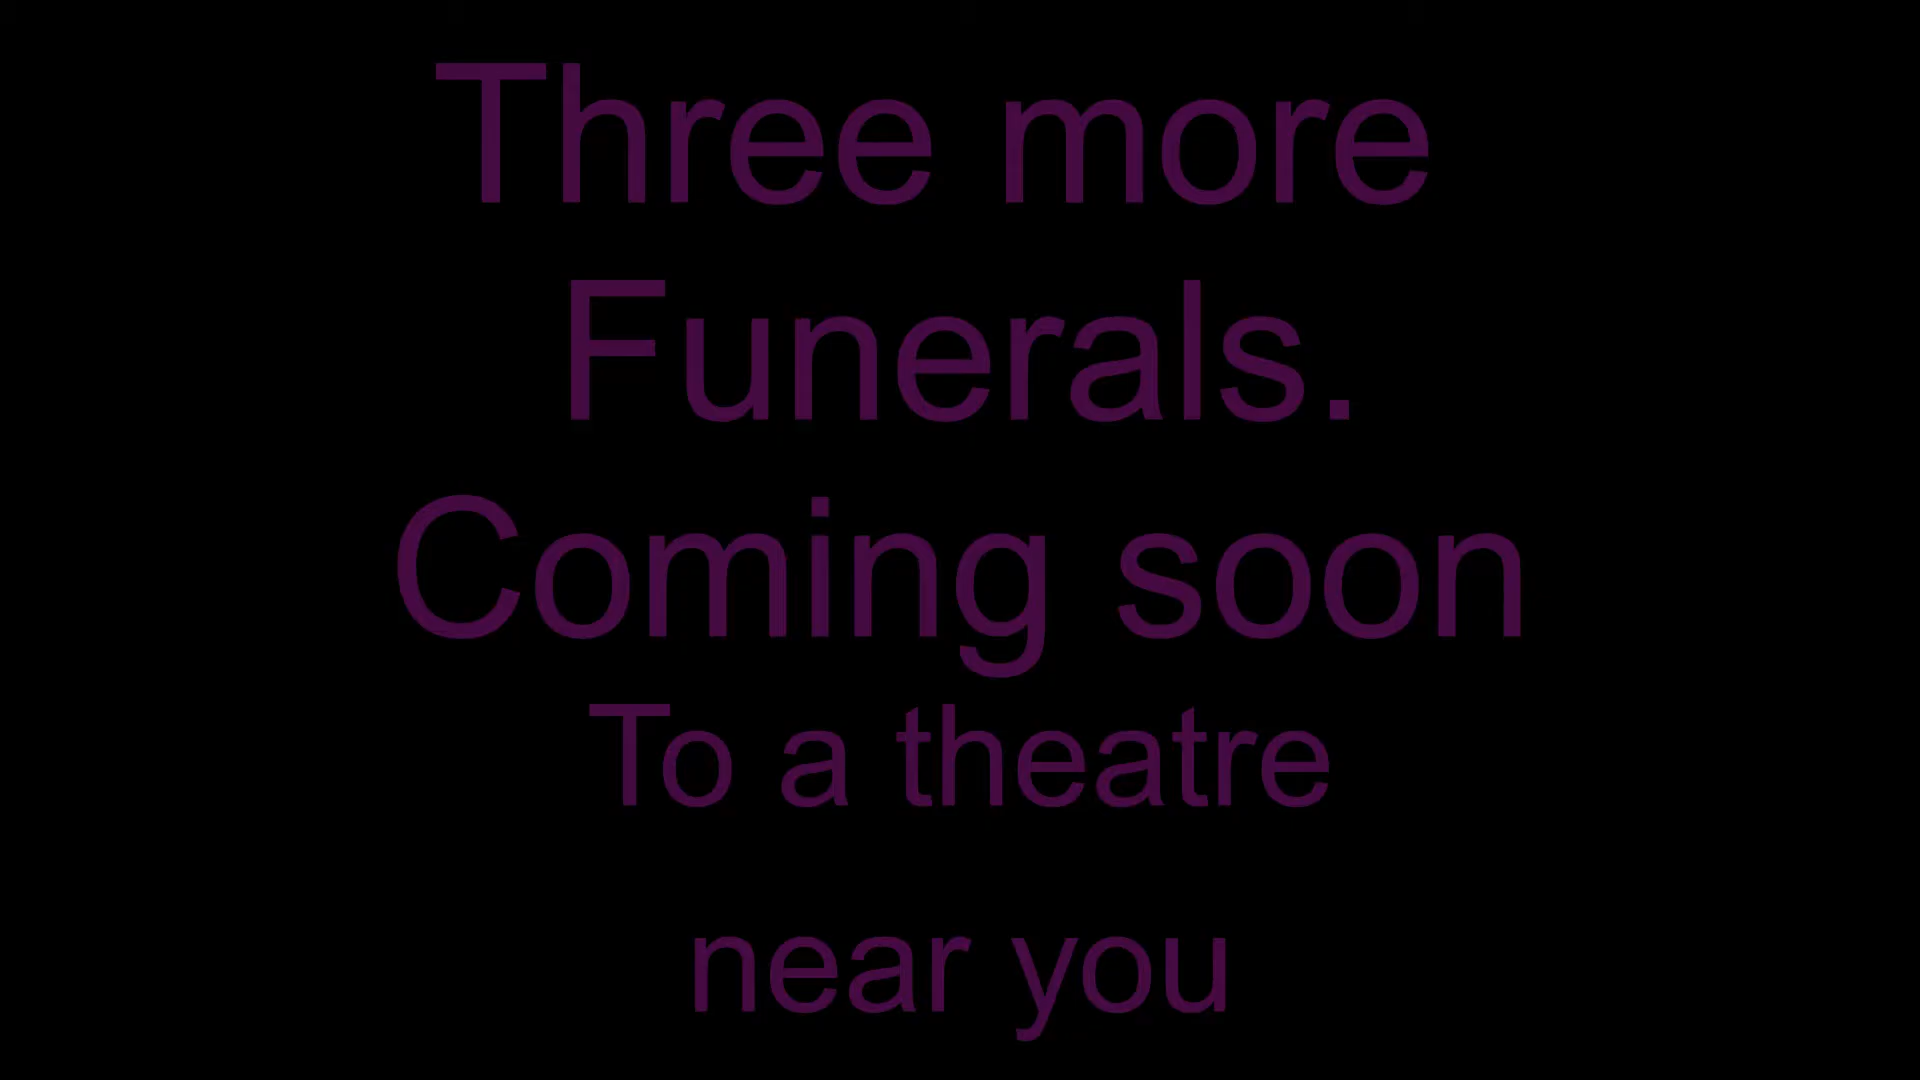 Three more
Funerals.
Coming soon
To a theatre
near you